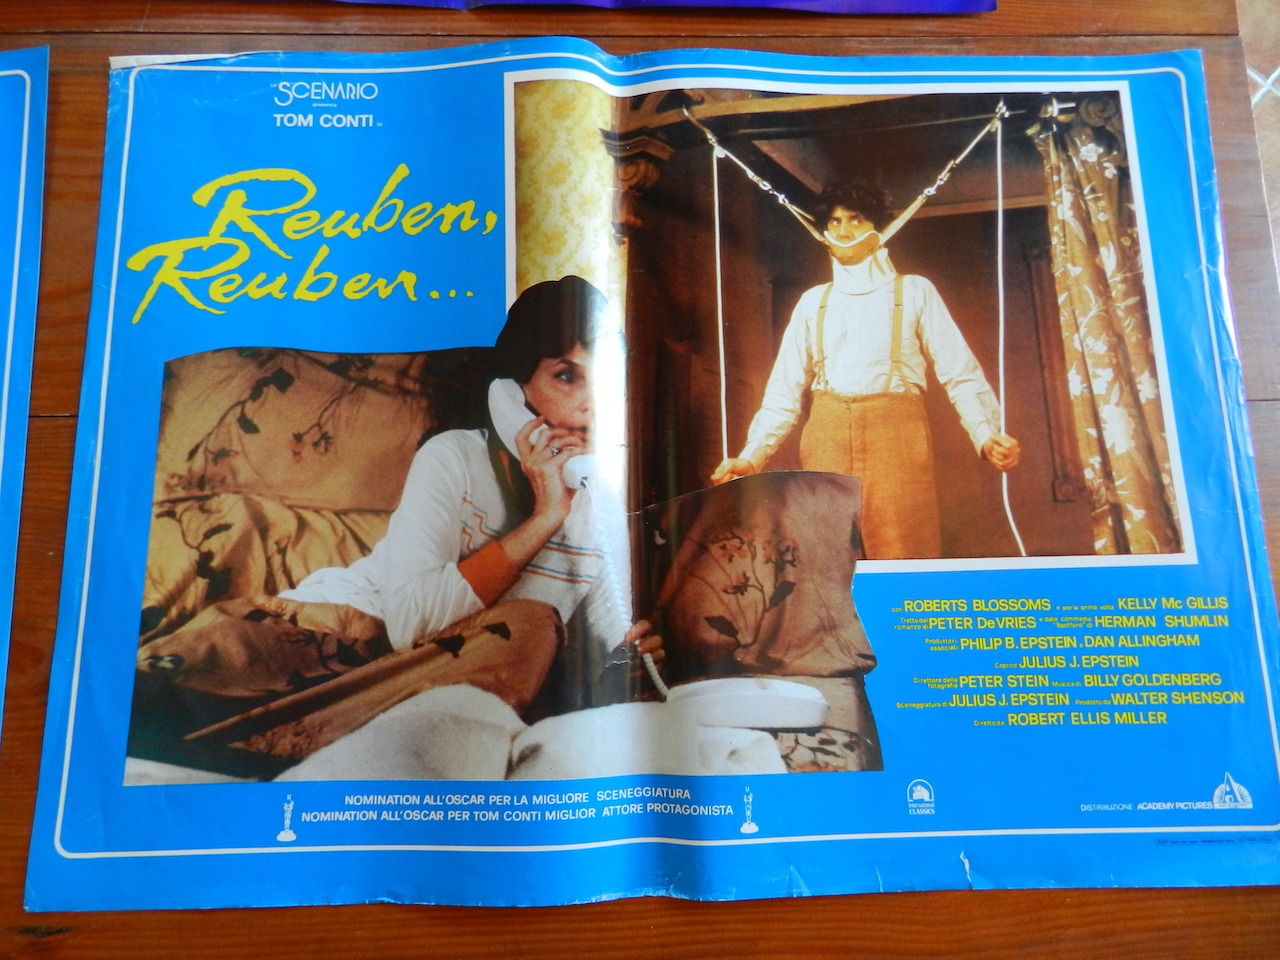 LO SCENARIO
presenta
TOM CONTI in
Reuben,
Reuben...
con ROBERTS BLOSSOMS e per la prima volta KELLY Mc GILLIS
Tratto dal romanzo di PETER DeVRIES e dalla commedia "Spofford" di HERMAN SHUMLIN
Produttori associati PHILIP B. EPSTEIN. DAN ALLINGHAM
Coprod JULIUS J. EPSTEIN
Direttore della fotografia PETER STEIN Musica di BILLY GOLDENBERG
Sceneggiatura di JULIUS J. EPSTEIN Prodotto da WALTER SHENSON
Diretto da ROBERT ELLIS MILLER
NOMINATION ALL'OSCAR PER LA MIGLIORE SCENEGGIATURA
NOMINATION ALL'OSCAR PER TOM CONTI MIGLIOR ATTORE PROTAGONISTA
International
CLASSICS
DISTRIBUZIONE ACADEMY PICTURES